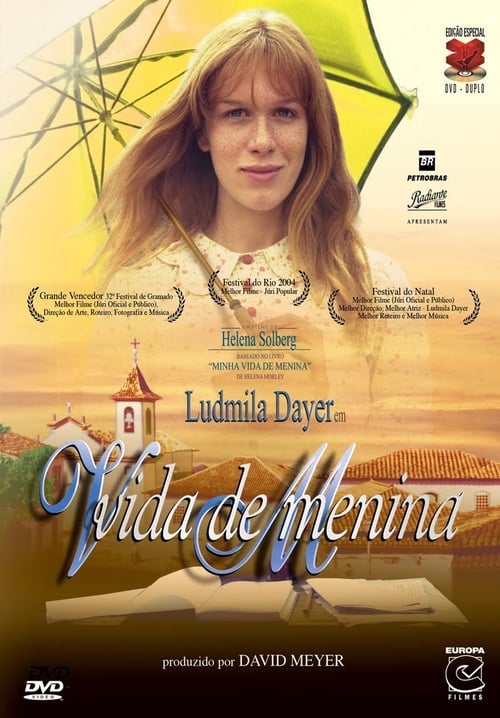 EDIÇÃO ESPECIAL
DVD - DUPLO
BR
PETROBRAS
Radiante
FILMES
APRESENTAM
Grande Vencedor 32º Festival de Gramado
Melhor Filme (Júri Oficial e Público),
Direção de Arte, Roteiro, Fotografia e Música
Festival do Rio 2004
Melhor Filme - Júri Popular
Festival do Natal
Melhor Filme (Júri Oficial e Público)
Melhor Direção, Melhor Atriz - Ludmila Dayer
Melhor Roteiro e Melhor Música
UM FILME DE
Helena Solberg
BASEADO NO LIVRO
"MINHA VIDA DE MENINA"
DE HELENA MORLEY
Ludmila Dayer em
Vida de menina
produzido por DAVID MEYER
DVD
DVD
VIDEO
EUROPA
FILMES